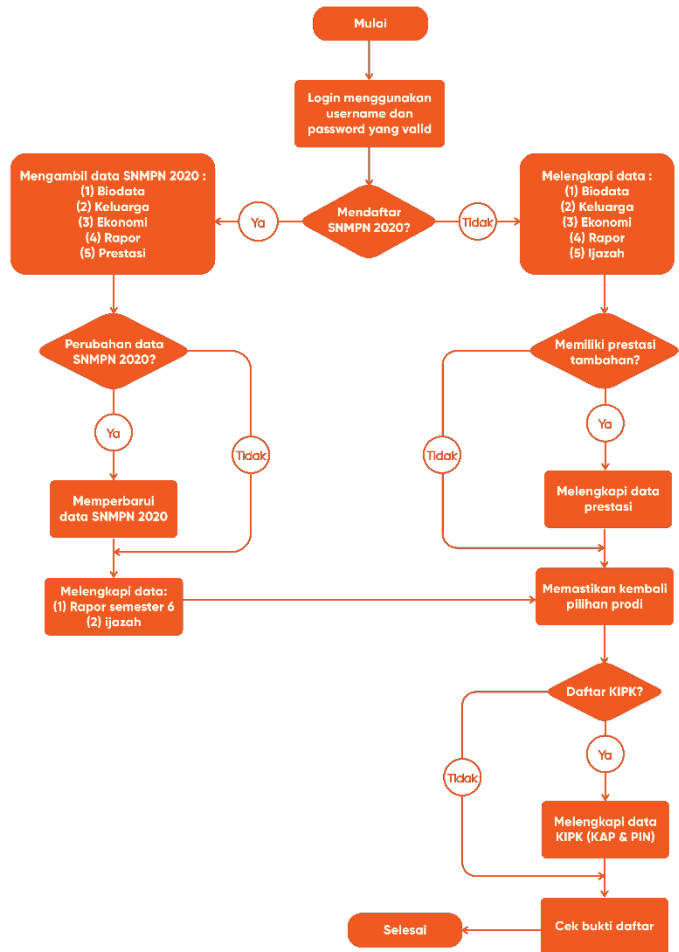 Mulai
Login menggunakan
username dan
password yang valid
Mengambil data SNMPN 2020 :
(1) Biodata
(2) Keluarga
(3) Ekonomi
(4) Rapor
(5) Prestasi
Ya
Mendaftar
SNMPN 2020?
Tidak
Melengkapi data :
(1) Biodata
(2) Keluarga
(3) Ekonomi
(4) Rapor
(5) Ijazah
Perubahan data
SNMPN 2020?
Memiliki prestasi
tambahan?
Ya
Tidak
Tidak
Ya
Memperbarui
data SNMPN 2020
Melengkapi data
prestasi
Melengkapi data:
(1) Rapor semester 6
(2) ijazah
Memastikan kembali
pilihan prodi
Daftar KIPK?
Ya
Tidak
Melengkapi data
KIPK (KAP & PIN)
Selesai
Cek bukti daftar